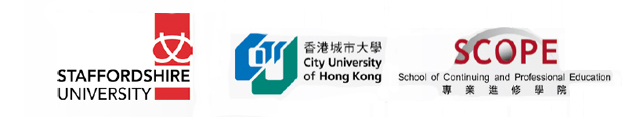 STAFFORDSHIRE
UNIVERSITY
香港城市大學
City University
of Hong Kong
SCOPE
School of Continuing and Professional Education
專業進修學院